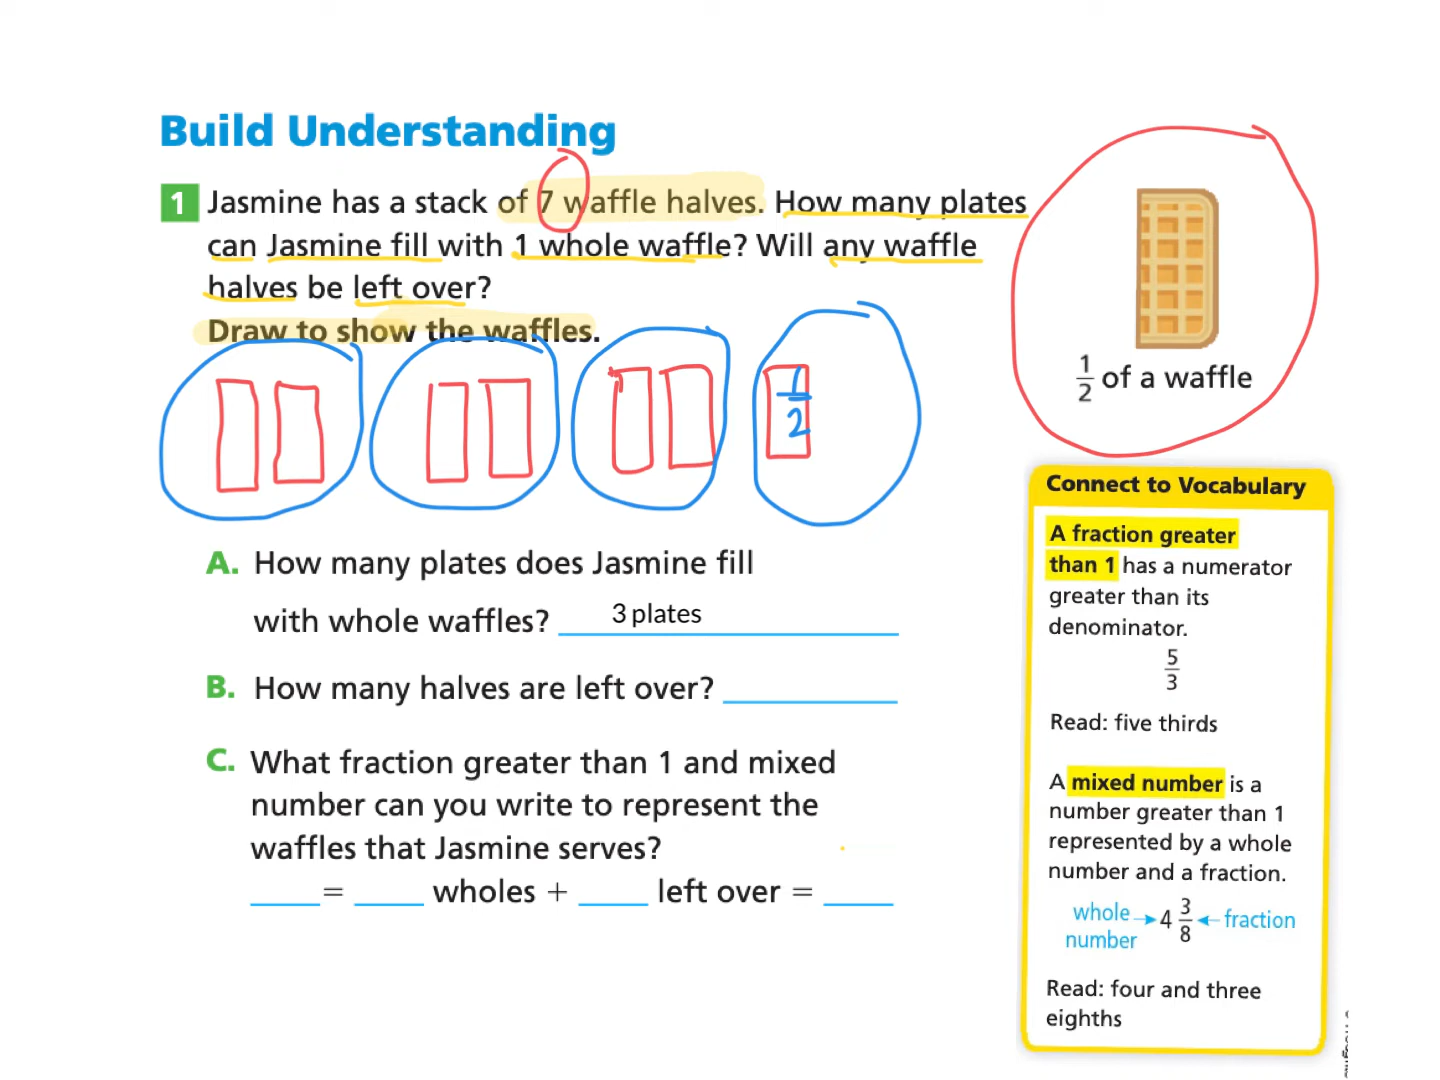 Build Understanding
1 Jasmine has a stack of 7 waffle halves. How many plates
can Jasmine fill with 1 whole waffle? Will any waffle
halves be left over?
Draw to show the waffles.
1/2
1/2 of a waffle
A. How many plates does Jasmine fill
with whole waffles? 3 plates
B. How many halves are left over?
C. What fraction greater than 1 and mixed
number can you write to represent the
waffles that Jasmine serves?
____ = ____ wholes + ____ left over = ____
Connect to Vocabulary
A fraction greater
than 1 has a numerator
greater than its
denominator.
5/3
Read: five thirds
A mixed number is a
number greater than 1
represented by a whole
number and a fraction.
whole number → 4 3/8 ← fraction
Read: four and three
eighths